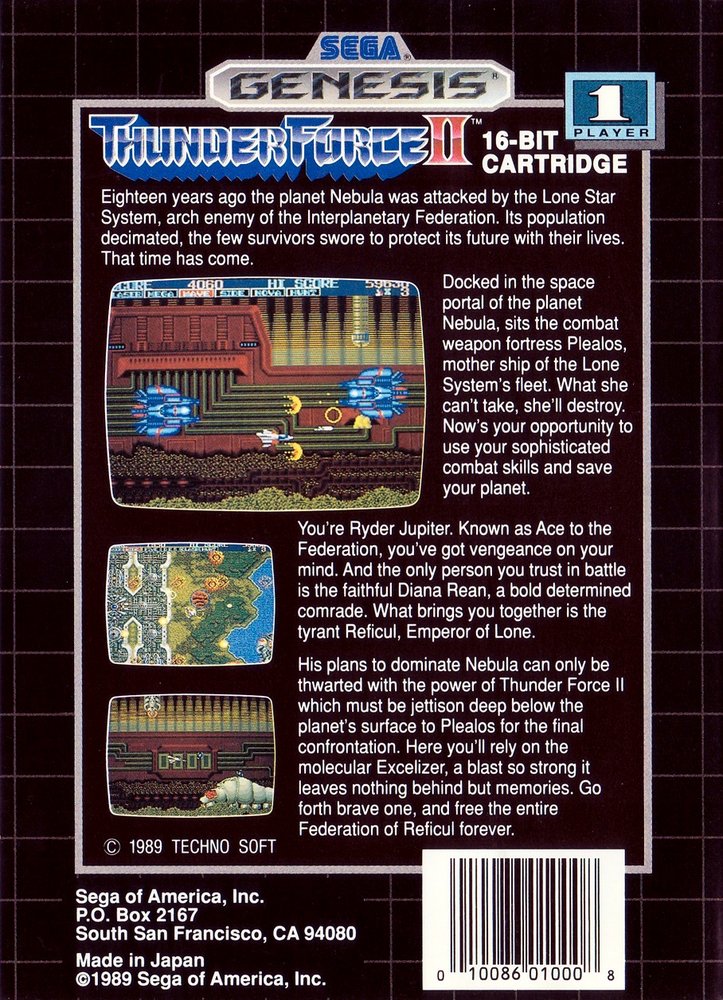 SEGA®
GENESIS®
1
PLAYER
THUNDER FORCE II™
16-BIT
CARTRIDGE
Eighteen years ago the planet Nebula was attacked by the Lone Star
System, arch enemy of the Interplanetary Federation. Its population
decimated, the few survivors swore to protect its future with their lives.
That time has come.
SCORE 4060 HI SCORE 59630
LASER MEGA WAVE SIDE NOVA HUNT 3
Docked in the space
portal of the planet
Nebula, sits the combat
weapon fortress Plealos,
mother ship of the Lone
System's fleet. What she
can't take, she'll destroy.
Now's your opportunity to
use your sophisticated
combat skills and save
your planet.
You're Ryder Jupiter. Known as Ace to the
Federation, you've got vengeance on your
mind. And the only person you trust in battle
is the faithful Diana Rean, a bold determined
comrade. What brings you together is the
tyrant Reficul, Emperor of Lone.
His plans to dominate Nebula can only be
thwarted with the power of Thunder Force II
which must be jettison deep below the
planet's surface to Plealos for the final
confrontation. Here you'll rely on the
molecular Excelizer, a blast so strong it
leaves nothing behind but memories. Go
forth brave one, and free the entire
Federation of Reficul forever.
© 1989 TECHNO SOFT
Sega of America, Inc.
P.O. Box 2167
South San Francisco, CA 94080
Made in Japan
©1989 Sega of America, Inc.
0 10086 01000 8